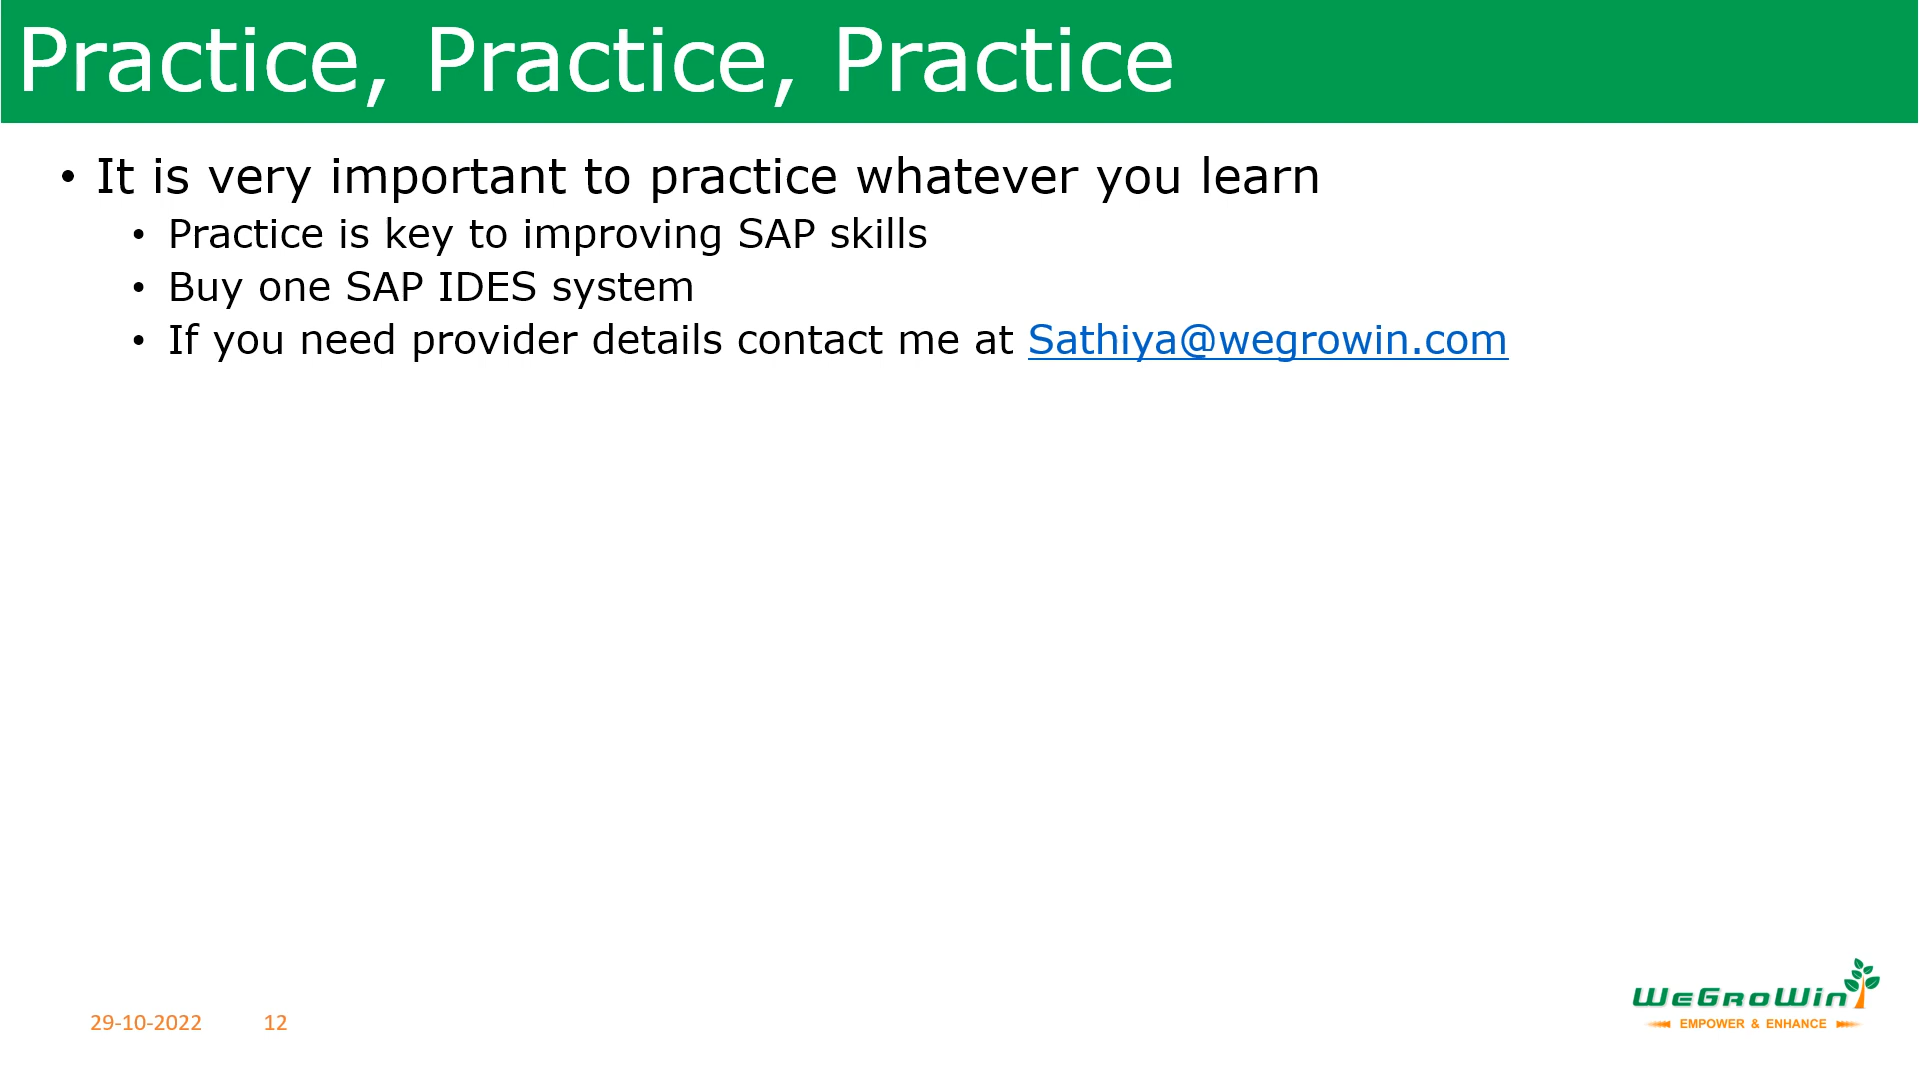 Practice, Practice, Practice
• It is very important to practice whatever you learn
• Practice is key to improving SAP skills
• Buy one SAP IDES system
• If you need provider details contact me at Sathiya@wegrowin.com
29-10-2022 12
WeGroWin
EMPOWER & ENHANCE